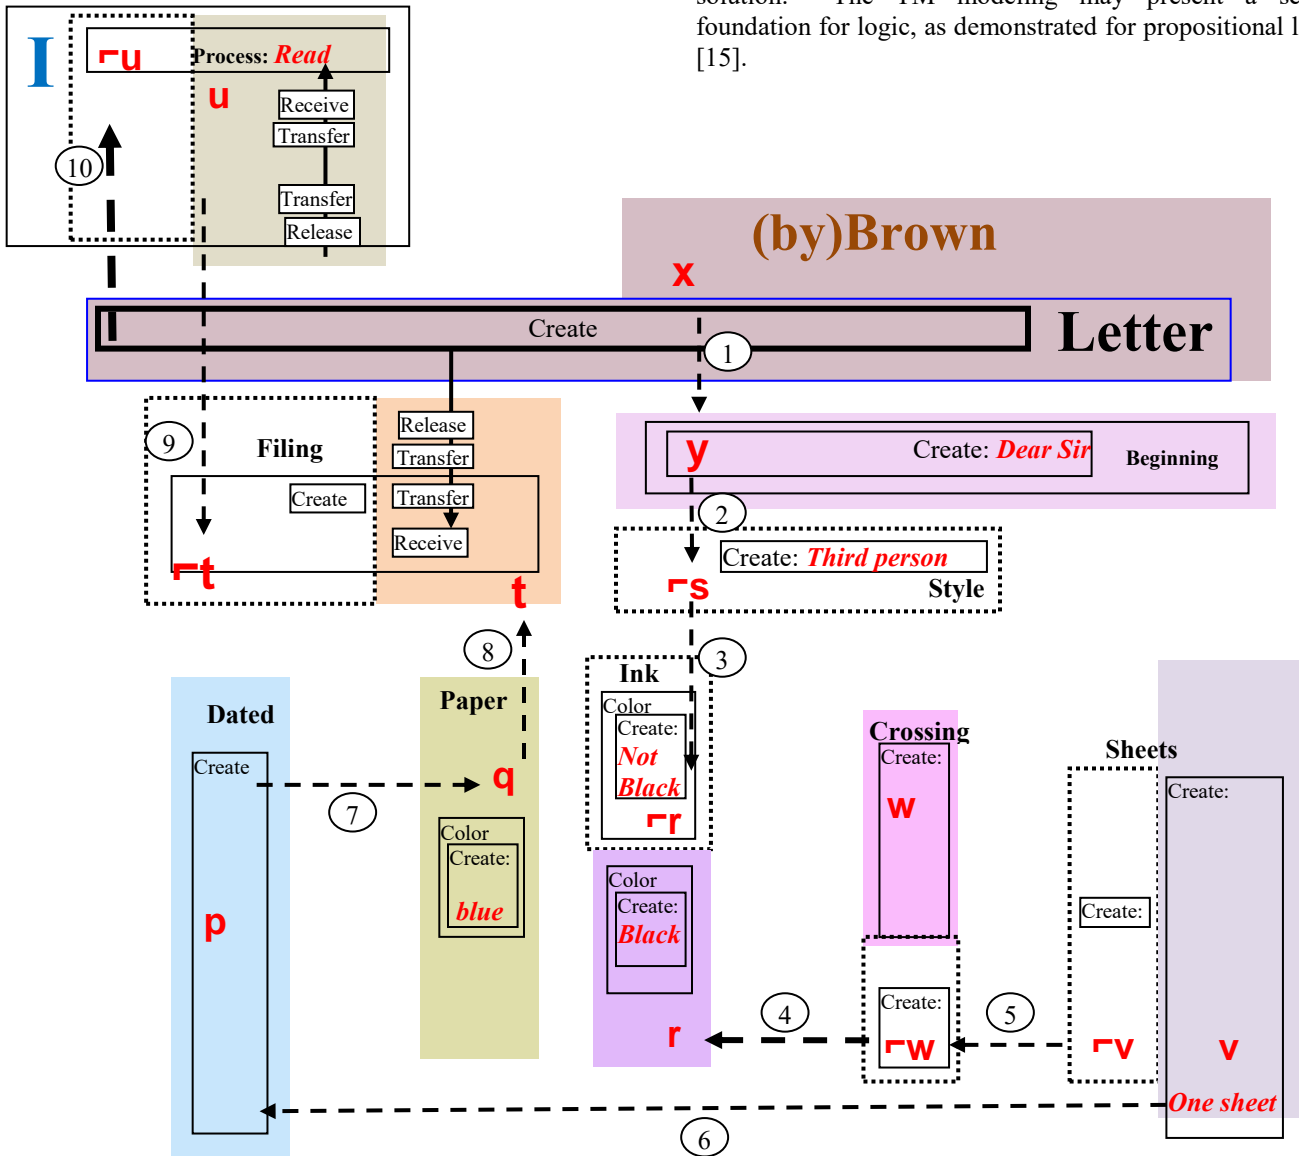 foundation for logic, as demonstrated for propositional l
[15].
I
¬u
Process: Read
u
Receive
Transfer
Transfer
Release
10
(by)Brown
x
Create
Letter
1
9
Filing
Create
¬t
Release
Transfer
Transfer
Receive
t
y
Create: Dear Sir
Beginning
2
Create: Third person
¬s
Style
8
3
Dated
Create
p
7
Paper
q
Color
Create:
blue
Ink
Color
Create:
Not
Black
¬r
Color
Create:
Black
r
4
Crossing
Create:
w
Create:
¬w
5
Sheets
Create:
Create:
¬v
v
One sheet
6